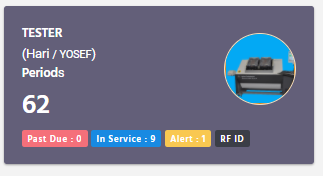 TESTER
(Hari / YOSEF)
Periods
62
Past Due : 0 In Service : 9 Alert : 1 RF ID